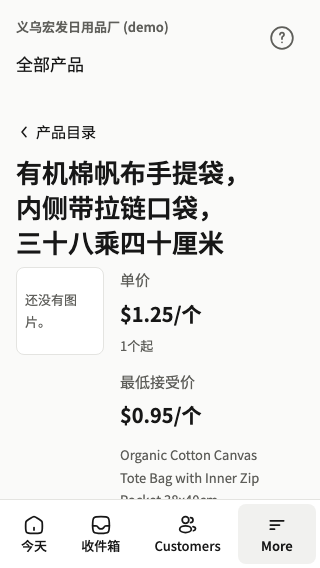 义乌宏发日用品厂 (demo)
全部产品
产品目录
有机棉帆布手提袋，
内侧带拉链口袋，
三十八乘四十厘米
还没有图
片。
单价
$1.25/个
1个起
最低接受价
$0.95/个
Organic Cotton Canvas
Tote Bag with Inner Zip
Pocket 38x40cm
今天
收件箱
Customers
More